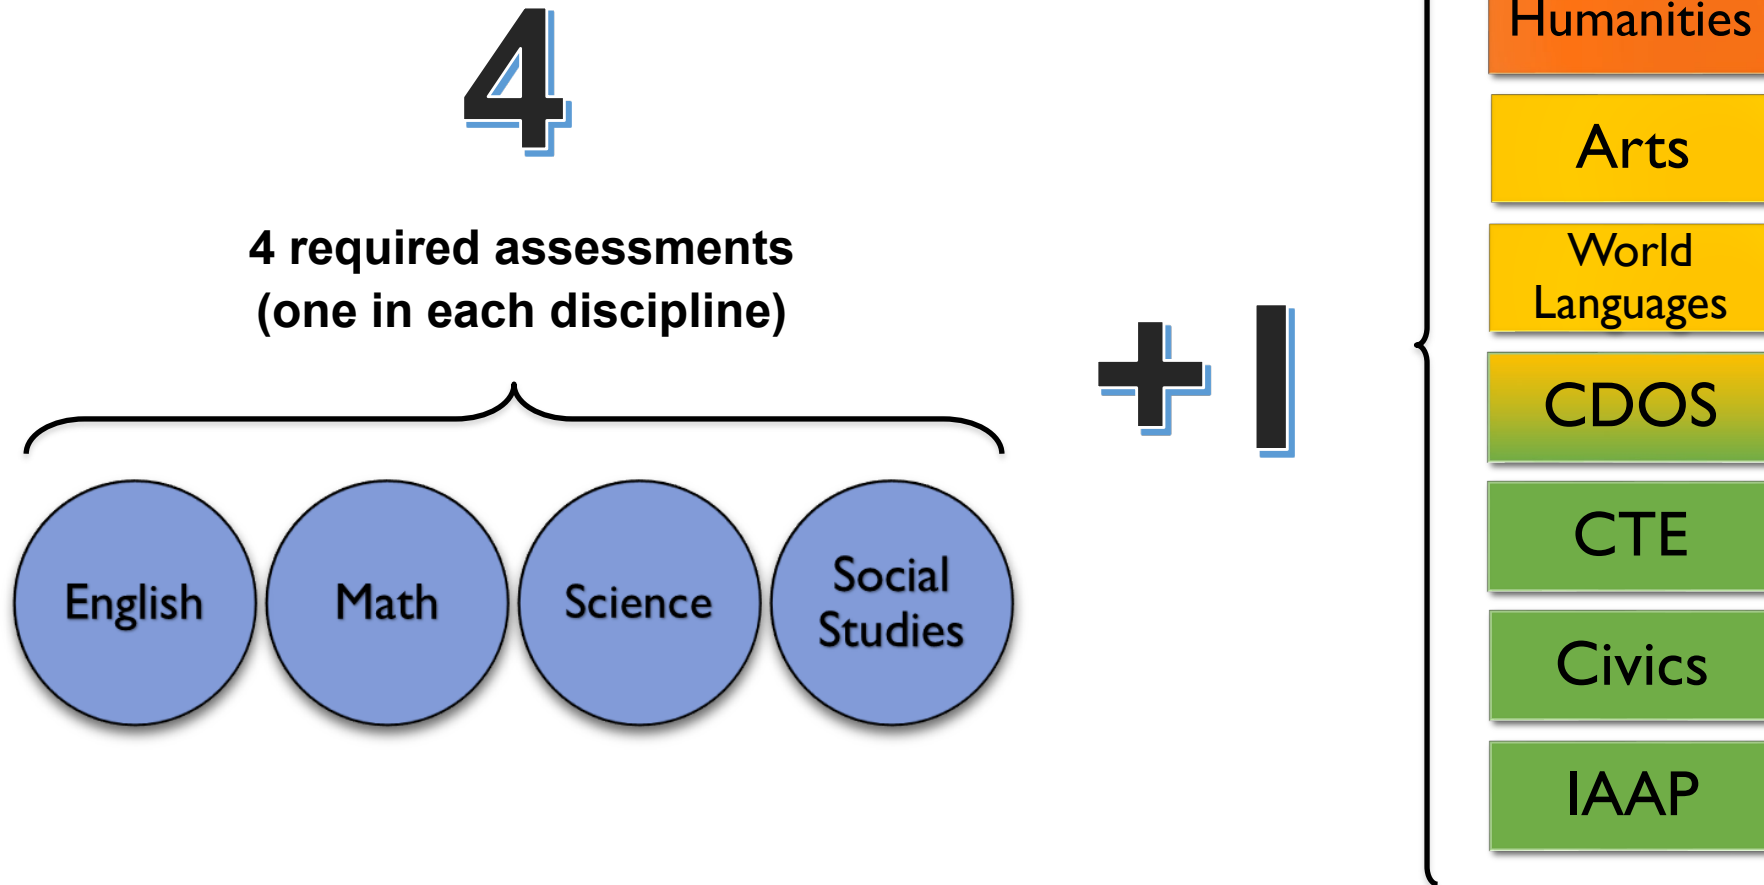 4
4 required assessments
(one in each discipline)
English
Math
Science
Social
Studies
+1
Humanities
Arts
World
Languages
CDOS
CTE
Civics
IAAP